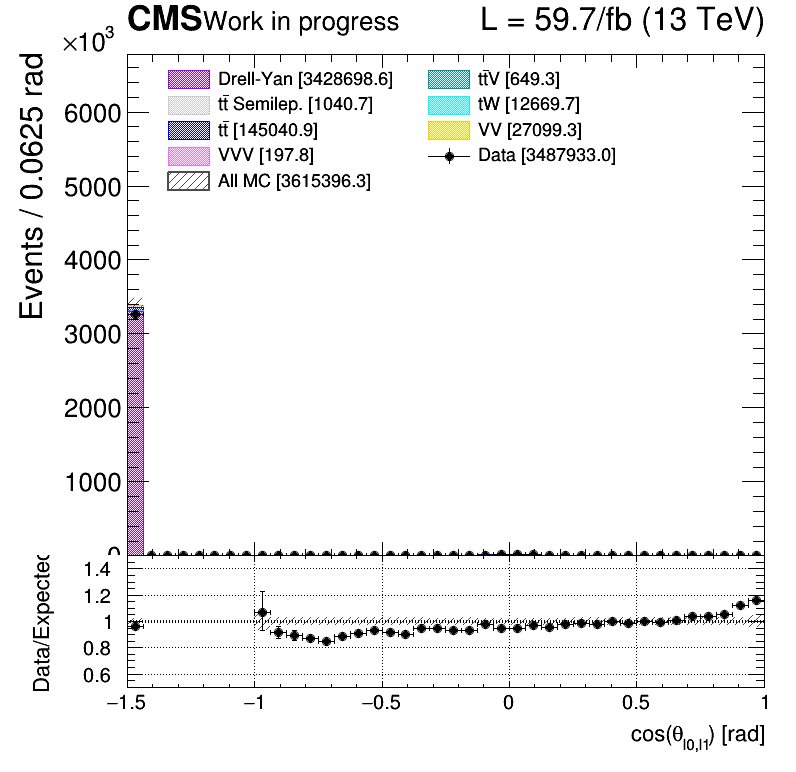 CMS Work in progress L = 59.7/fb (13 TeV)
×10³
Events / 0.0625 rad
Drell-Yan [3428698.6]
tt̄ Semilep. [1040.7]
tt̄ [145040.9]
VVV [197.8]
All MC [3615396.3]
tt̄V [649.3]
tW [12669.7]
VV [27099.3]
Data [3487933.0]
6000
5000
4000
3000
2000
1000
0
Data/Expected
1.4
1.2
1
0.8
0.6
−1.5 −1 −0.5 0 0.5 1
cos(θ_l0,l1) [rad]